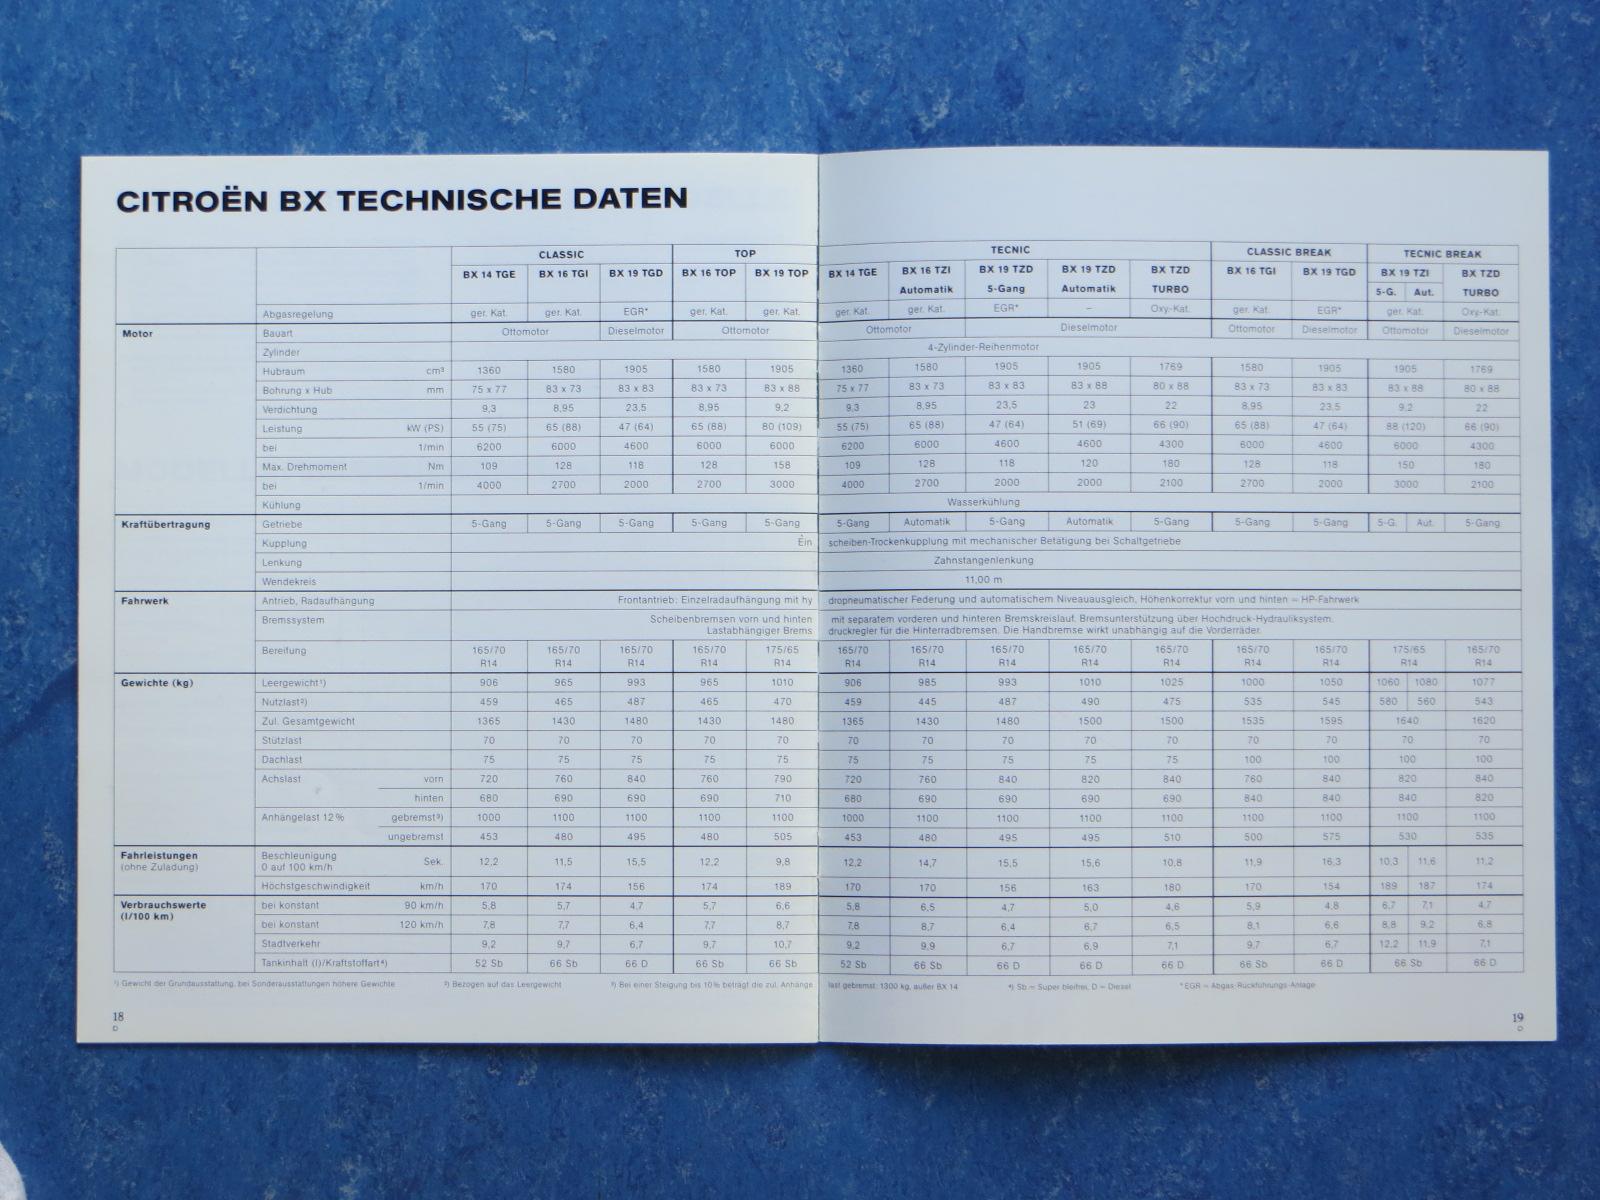 CITROËN BX TECHNISCHE DATEN
CLASSIC TOP TECNIC CLASSIC BREAK TECNIC BREAK
BX 14 TGE BX 16 TGI BX 19 TGD BX 16 TOP BX 19 TOP BX 14 TGE BX 16 TZI BX 19 TZD BX 19 TZD BX TZD BX 16 TGI BX 19 TGD BX 19 TZI BX TZD
Automatik 5-Gang Automatik TURBO 5-G. Aut. TURBO
Abgasregelung ger. Kat. ger. Kat. EGR* ger. Kat. ger. Kat. ger. Kat. ger. Kat. EGR* – Oxy.-Kat. ger. Kat. EGR* ger. Kat. Oxy.-Kat.
Motor Bauart Ottomotor Dieselmotor Ottomotor Ottomotor Dieselmotor Ottomotor Dieselmotor Ottomotor Dieselmotor
Zylinder 4-Zylinder-Reihenmotor
Hubraum cm³ 1360 1580 1905 1580 1905 1360 1580 1905 1905 1769 1580 1905 1905 1769
Bohrung x Hub mm 75 x 77 83 x 73 83 x 83 83 x 73 83 x 88 75 x 77 83 x 73 83 x 83 83 x 88 80 x 88 83 x 73 83 x 83 83 x 88 80 x 88
Verdichtung 9,3 8,95 23,5 8,95 9,2 9,3 8,95 23,5 23 22 8,95 23,5 9,2 22
Leistung kW (PS) 55 (75) 65 (88) 47 (64) 65 (88) 80 (109) 55 (75) 65 (88) 47 (64) 51 (69) 66 (90) 65 (88) 47 (64) 88 (120) 66 (90)
bei 1/min 6200 6000 4600 6000 6000 6200 6000 4600 4600 4300 6000 4600 6000 4300
Max. Drehmoment Nm 109 128 118 128 158 109 128 118 120 180 128 118 150 180
bei 1/min 4000 2700 2000 2700 3000 4000 2700 2000 2000 2100 2700 2000 3000 2100
Kühlung Wasserkühlung
Kraftübertragung Getriebe 5-Gang 5-Gang 5-Gang 5-Gang 5-Gang 5-Gang Automatik 5-Gang Automatik 5-Gang 5-Gang 5-Gang 5-G. Aut. 5-Gang
Kupplung Einscheiben-Trockenkupplung mit mechanischer Betätigung bei Schaltgetriebe
Lenkung Zahnstangenlenkung
Wendekreis 11,00 m
Fahrwerk Antrieb, Radaufhängung Frontantrieb: Einzelradaufhängung mit hydropneumatischer Federung und automatischem Niveauausgleich, Höhenkorrektur vorn und hinten = HP-Fahrwerk
Bremssystem Scheibenbremsen vorn und hinten mit separatem vorderen und hinteren Bremskreislauf. Bremsunterstützung über Hochdruck-Hydrauliksystem.
Lastabhängiger Bremsdruckregler für die Hinterradbremsen. Die Handbremse wirkt unabhängig auf die Vorderräder.
Bereifung 165/70 165/70 165/70 165/70 175/65 165/70 165/70 165/70 165/70 165/70 165/70 165/70 175/65 165/70
R14 R14 R14 R14 R14 R14 R14 R14 R14 R14 R14 R14 R14 R14
Gewichte (kg) Leergewicht¹) 906 965 993 965 1010 906 985 993 1010 1025 1000 1050 1060 1080 1077
Nutzlast²) 459 465 487 465 470 459 445 487 490 475 535 545 580 560 543
Zul. Gesamtgewicht 1365 1430 1480 1430 1480 1365 1430 1480 1500 1500 1535 1595 1640 1620
Stützlast 70 70 70 70 70 70 70 70 70 70 70 70 70 70
Dachlast 75 75 75 75 75 75 75 75 75 75 100 100 100 100
Achslast vorn 720 760 840 760 790 720 760 840 820 840 760 840 820 840
hinten 680 690 690 690 710 680 690 690 690 690 840 840 840 820
Anhängelast 12% gebremst³) 1000 1100 1100 1100 1100 1000 1100 1100 1100 1100 1100 1100 1100 1100
ungebremst 453 480 495 480 505 453 480 495 495 510 500 575 530 535
Fahrleistungen Beschleunigung
(ohne Zuladung) 0 auf 100 km/h Sek. 12,2 11,5 15,5 12,2 9,8 12,2 14,7 15,5 15,6 10,8 11,9 16,3 10,3 11,6 11,2
Höchstgeschwindigkeit km/h 170 174 156 174 189 170 170 156 163 180 170 154 189 187 174
Verbrauchswerte bei konstant 90 km/h 5,8 5,7 4,7 5,7 6,6 5,8 6,5 4,7 5,0 4,6 5,9 4,8 6,7 7,1 4,7
(l/100 km) bei konstant 120 km/h 7,8 7,7 6,4 7,7 8,7 7,8 8,7 6,4 6,7 6,5 8,1 6,6 8,8 9,2 6,8
Stadtverkehr 9,2 9,7 6,7 9,7 10,7 9,2 9,9 6,7 6,9 7,1 9,7 6,7 12,2 11,9 7,1
Tankinhalt (l)/Kraftstoffart⁴) 52 Sb 66 Sb 66 D 66 Sb 66 Sb 52 Sb 66 Sb 66 D 66 D 66 D 66 Sb 66 D 66 Sb 66 D
¹) Gewicht der Grundausstattung, bei Sonderausstattungen höhere Gewichte ²) Bezogen auf das Leergewicht ³) Bei einer Steigung bis 10% beträgt die zul. Anhängelast gebremst: 1300 kg, außer BX 14 ⁴) Sb = Super bleifrei, D = Diesel * EGR = Abgas-Rückführungs-Anlage
18 19
D D